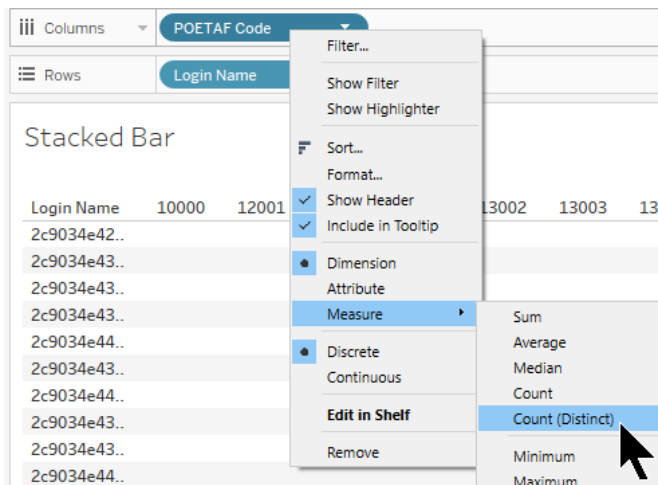 Columns
POETAF Code
Rows
Login Name
Stacked Bar
Login Name 10000 12001 13002 13003 13
2c9034e42..
2c9034e43..
2c9034e43..
2c9034e43..
2c9034e44..
2c9034e43..
2c9034e44..
2c9034e43..
2c9034e43..
2c9034e44..
Filter...
Show Filter
Show Highlighter
Sort...
Format...
Show Header
Include in Tooltip
Dimension
Attribute
Measure
Discrete
Continuous
Edit in Shelf
Remove
Sum
Average
Median
Count
Count (Distinct)
Minimum
Maximum